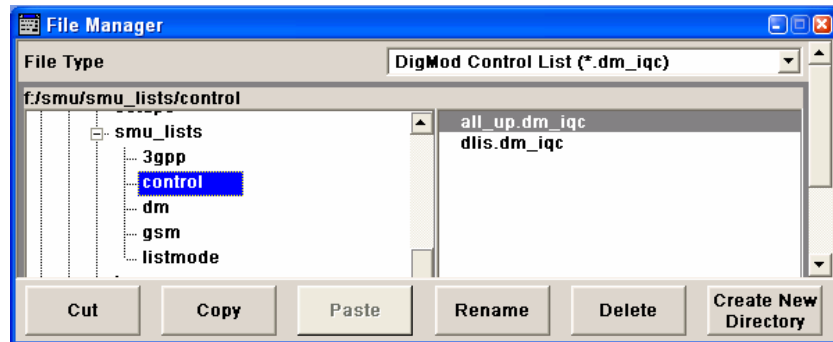 File Manager
File Type
DigMod Control List (*.dm_iqc)
f:/smu/smu_lists/control
smu_lists
3gpp
control
dm
gsm
listmode
all_up.dm_iqc
dlis.dm_iqc
Cut
Copy
Paste
Rename
Delete
Create New
Directory